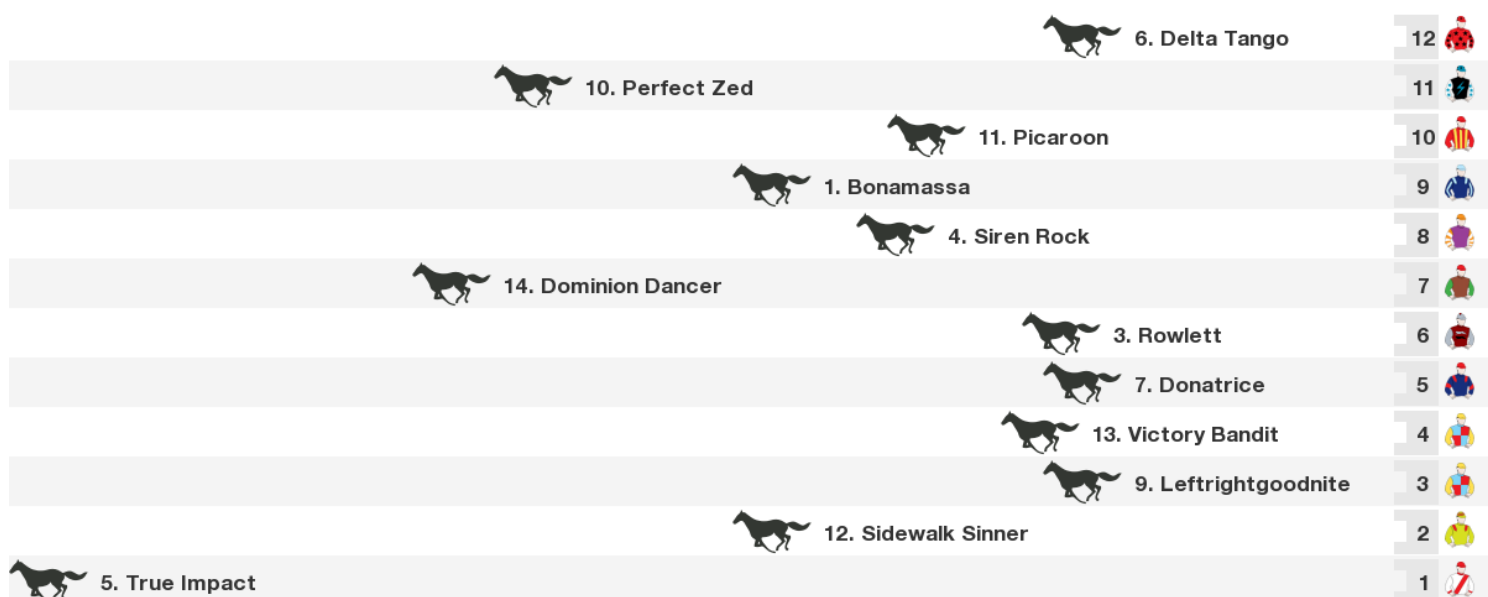 6. Delta Tango 12
10. Perfect Zed 11
11. Picaroon 10
1. Bonamassa 9
4. Siren Rock 8
14. Dominion Dancer 7
3. Rowlett 6
7. Donatrice 5
13. Victory Bandit 4
9. Leftrightgoodnite 3
12. Sidewalk Sinner 2
5. True Impact 1